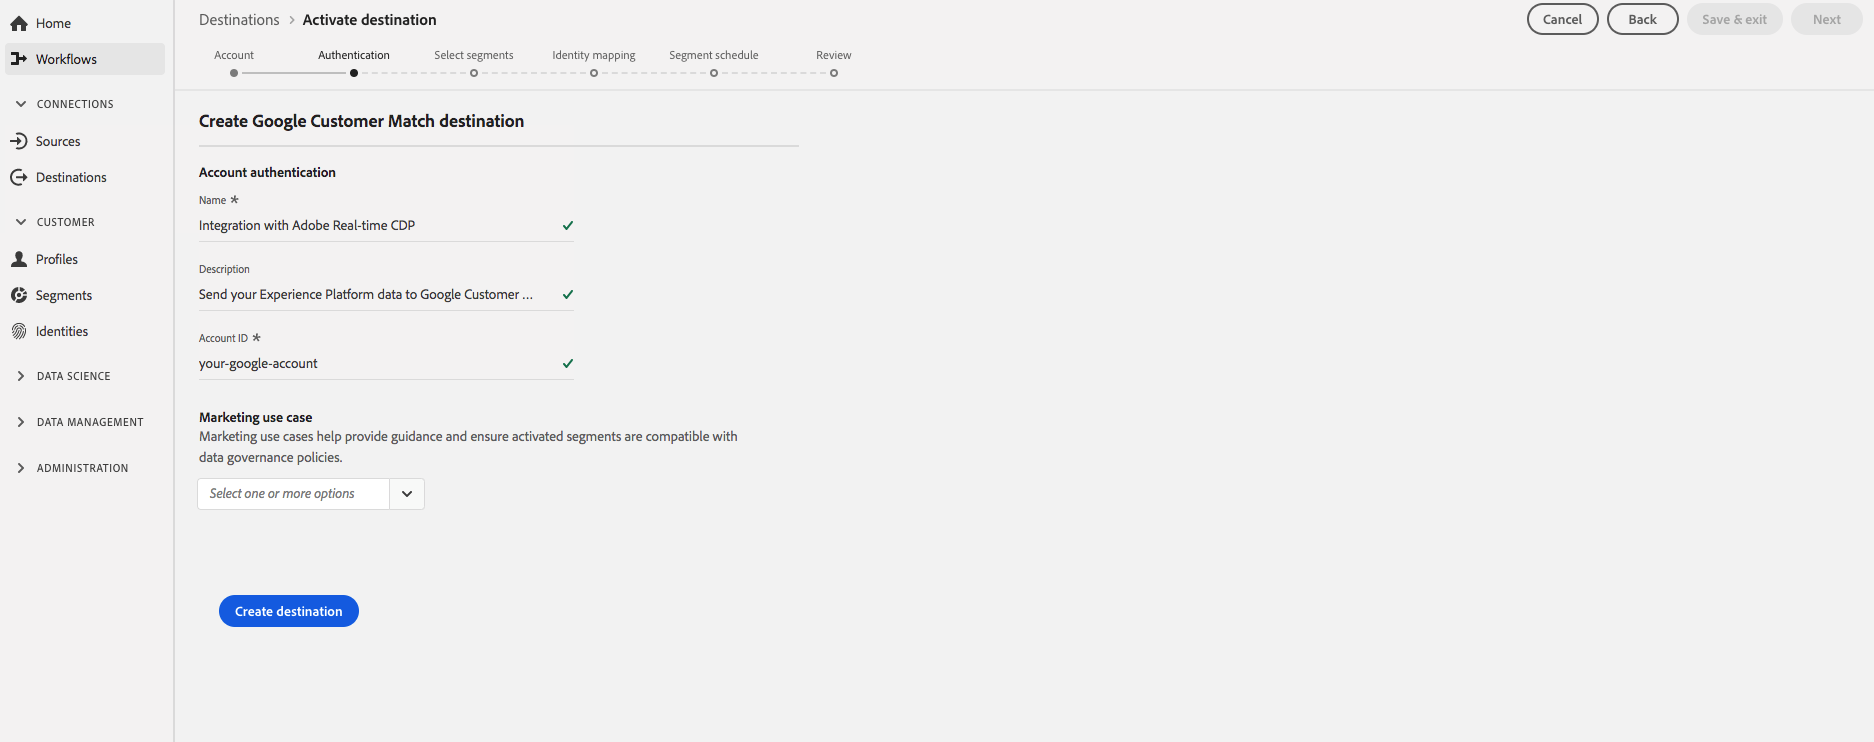 Home
Workflows
CONNECTIONS
Sources
Destinations
CUSTOMER
Profiles
Segments
Identities
DATA SCIENCE
DATA MANAGEMENT
ADMINISTRATION
Destinations > Activate destination
Cancel
Back
Save & exit
Next
Account
Authentication
Select segments
Identity mapping
Segment schedule
Review
Create Google Customer Match destination
Account authentication
Name *
Integration with Adobe Real-time CDP
Description
Send your Experience Platform data to Google Customer ...
Account ID *
your-google-account
Marketing use case
Marketing use cases help provide guidance and ensure activated segments are compatible with
data governance policies.
Select one or more options
Create destination